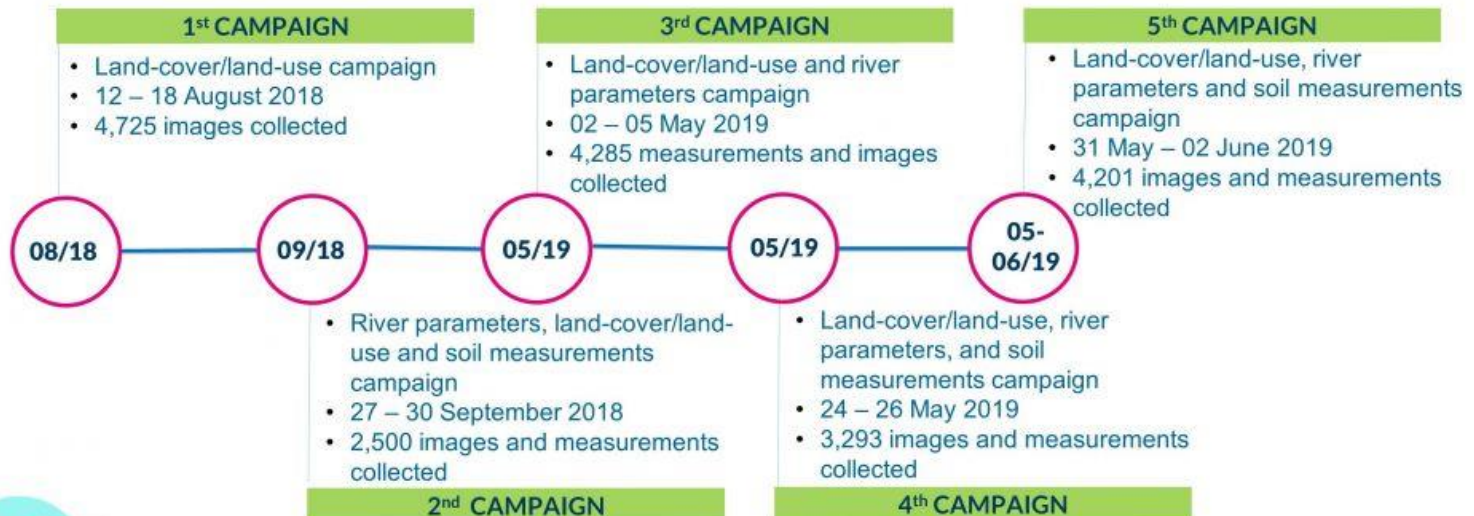 1st CAMPAIGN
• Land-cover/land-use campaign
• 12 – 18 August 2018
• 4,725 images collected
3rd CAMPAIGN
• Land-cover/land-use and river
parameters campaign
• 02 – 05 May 2019
• 4,285 measurements and images
collected
5th CAMPAIGN
• Land-cover/land-use, river
parameters and soil measurements
campaign
• 31 May – 02 June 2019
• 4,201 images and measurements
collected
08/18
09/18
05/19
05/19
05-
06/19
• River parameters, land-cover/land-
use and soil measurements
campaign
• 27 – 30 September 2018
• 2,500 images and measurements
collected
2nd CAMPAIGN
• Land-cover/land-use, river
parameters, and soil
measurements campaign
• 24 – 26 May 2019
• 3,293 images and measurements
collected
4th CAMPAIGN